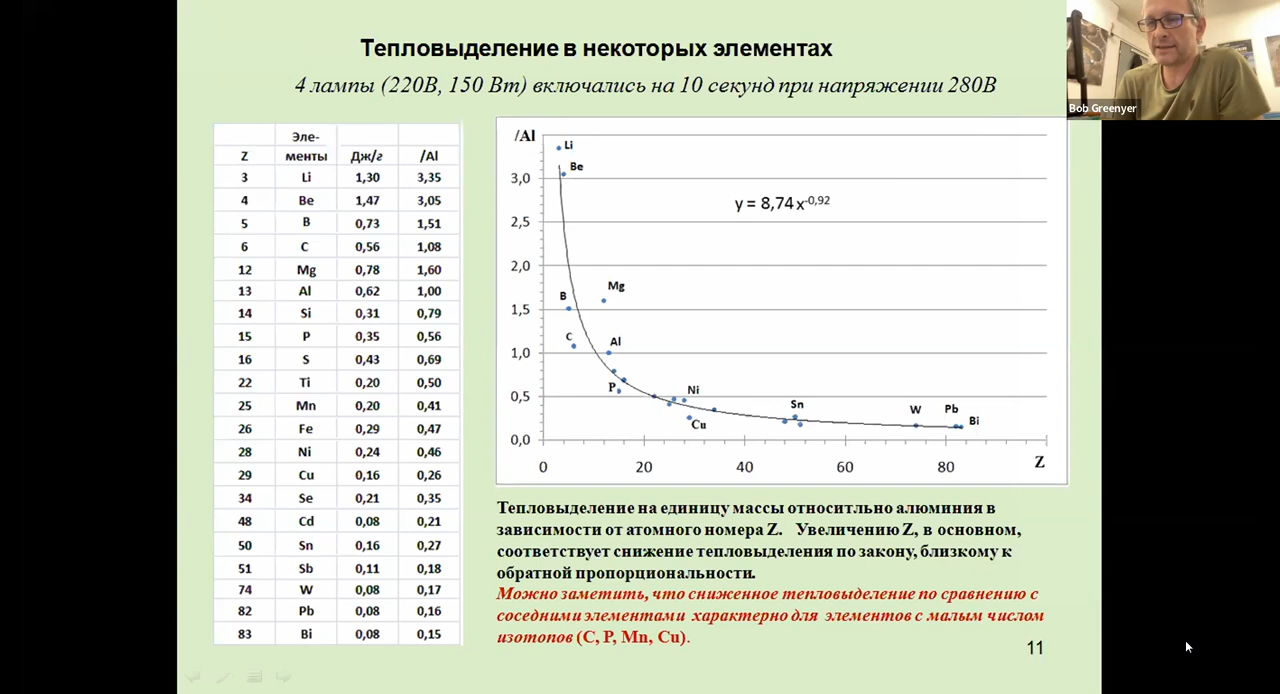 Тепловыделение в некоторых элементах
4 лампы (220В, 150 Вт) включались на 10 секунд при напряжении 280В
Bob Greenyer
Эле-
Z менты Дж/г /Al
3 Li 1,30 3,35
4 Be 1,47 3,05
5 B 0,73 1,51
6 C 0,56 1,08
12 Mg 0,78 1,60
13 Al 0,62 1,00
14 Si 0,31 0,79
15 P 0,35 0,56
16 S 0,43 0,69
22 Ti 0,20 0,50
25 Mn 0,20 0,41
26 Fe 0,29 0,47
28 Ni 0,24 0,46
29 Cu 0,16 0,26
34 Se 0,21 0,35
48 Cd 0,08 0,21
50 Sn 0,16 0,27
51 Sb 0,11 0,18
74 W 0,08 0,17
82 Pb 0,08 0,16
83 Bi 0,08 0,15
/Al
Li
Be
3,0
y = 8,74x^-0,92
2,5
2,0
Mg
B
1,5
C
Al
1,0
P
Ni
0,5
Sn
W
Pb
Cu
Bi
0,0
0 20 40 60 80
Z
Тепловыделение на единицу массы относитльно алюминия в
зависимости от атомного номера Z. Увеличению Z, в основном,
соответствует снижение тепловыделения по закону, близкому к
обратной пропорциональности.
Можно заметить, что сниженное тепловыделение по сравнению с
соседними элементами характерно для элементов с малым числом
изотопов (C, P, Mn, Cu).
11